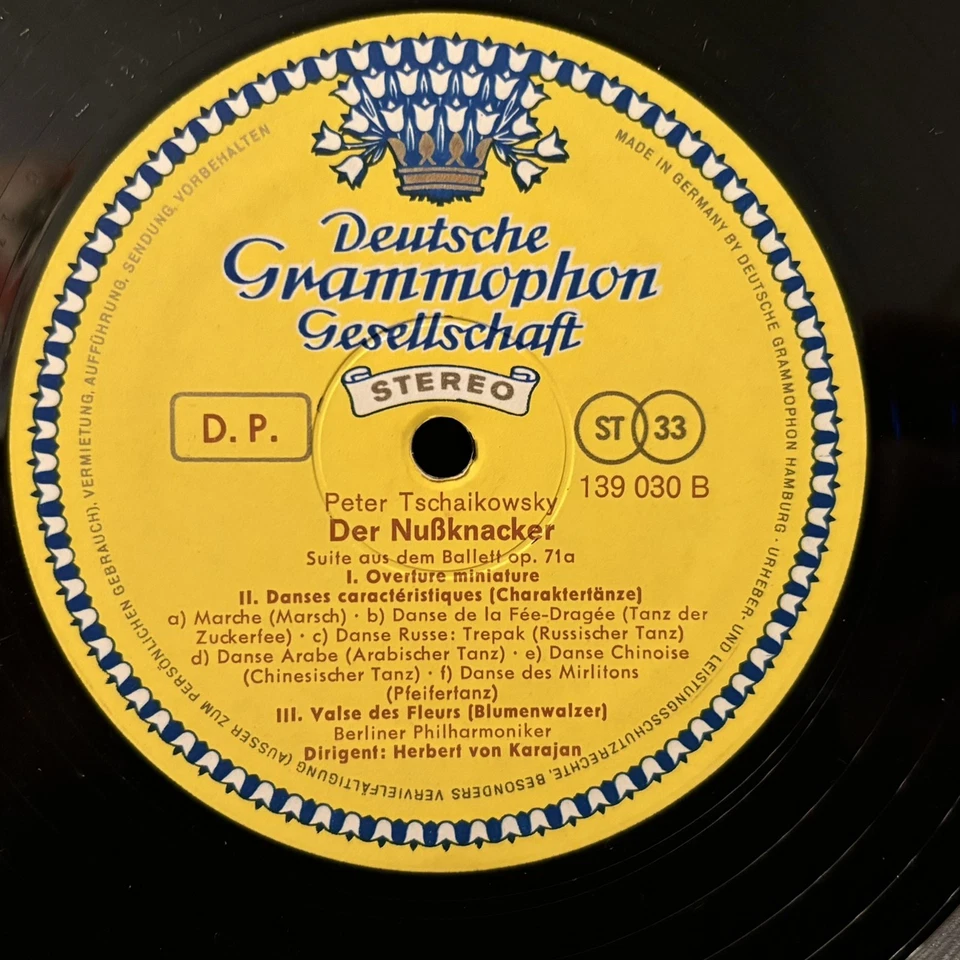 Deutsche
Grammophon
Gesellschaft
STEREO
D. P.
ST 33
139 030 B
Peter Tschaikowsky
Der Nußknacker
Suite aus dem Ballett op. 71a
I. Overture miniature
II. Danses caractéristiques (Charaktertänze)
a) Marche (Marsch) · b) Danse de la Fée-Dragée (Tanz der
Zuckerfee) · c) Danse Russe: Trepak (Russischer Tanz)
d) Danse Arabe (Arabischer Tanz) · e) Danse Chinoise
(Chinesischer Tanz) · f) Danse des Mirlitons
(Pfeifertanz)
III. Valse des Fleurs (Blumenwalzer)
Berliner Philharmoniker
Dirigent: Herbert von Karajan
MADE IN GERMANY BY DEUTSCHE GRAMMOPHON HAMBURG · URHEBER- UND LEISTUNGSSCHUTZRECHTE, BESONDERS VERVIELFÄLTIGUNG (AUSSER ZUM PERSÖNLICHEN GEBRAUCH), VERMIETUNG, AUFFÜHRUNG, SENDUNG, VORBEHALTEN